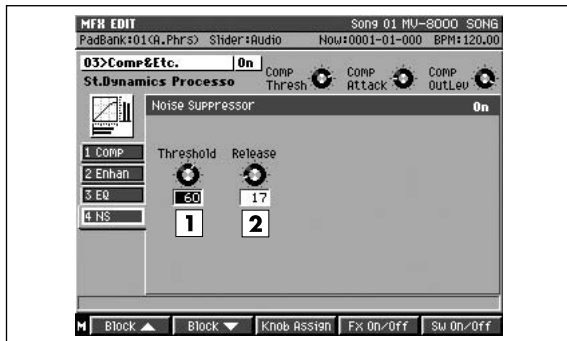 MFX EDIT Song 01 MV-8000 SONG
PadBank:01(A.Phrs) Slider:Audio Now:0001-01-000 BPM:120.00
03>Comp&Etc. On
St.Dynamics Processo
Comp Thresh
Comp Attack
Comp OutLev
Noise Suppressor On
1 Comp
2 Enhan
3 EQ
4 NS
Threshold Release
60 17
1 2
M Block ▲ Block ▼ Knob Assign Fx On/Off Sw On/Off